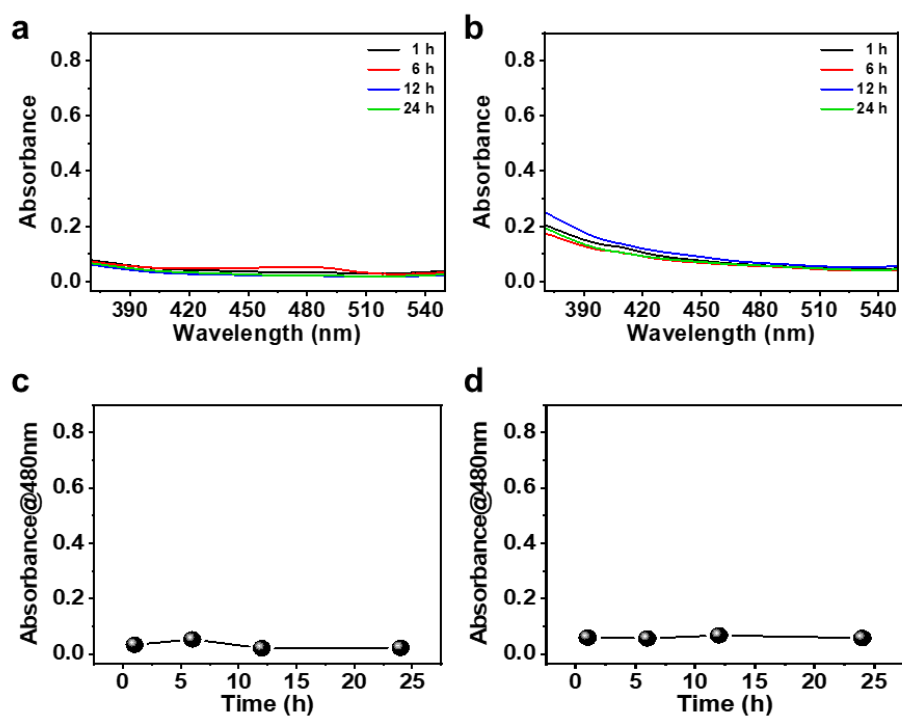 a
0.8
0.6
0.4
0.2
0.0
Absorbance
1 h
6 h
12 h
24 h
390 420 450 480 510 540
Wavelength (nm)
b
0.8
0.6
0.4
0.2
0.0
Absorbance
1 h
6 h
12 h
24 h
390 420 450 480 510 540
Wavelength (nm)
c
0.8
0.6
0.4
0.2
0.0
Absorbance@480nm
0 5 10 15 20 25
Time (h)
d
0.8
0.6
0.4
0.2
0.0
Absorbance@480nm
0 5 10 15 20 25
Time (h)